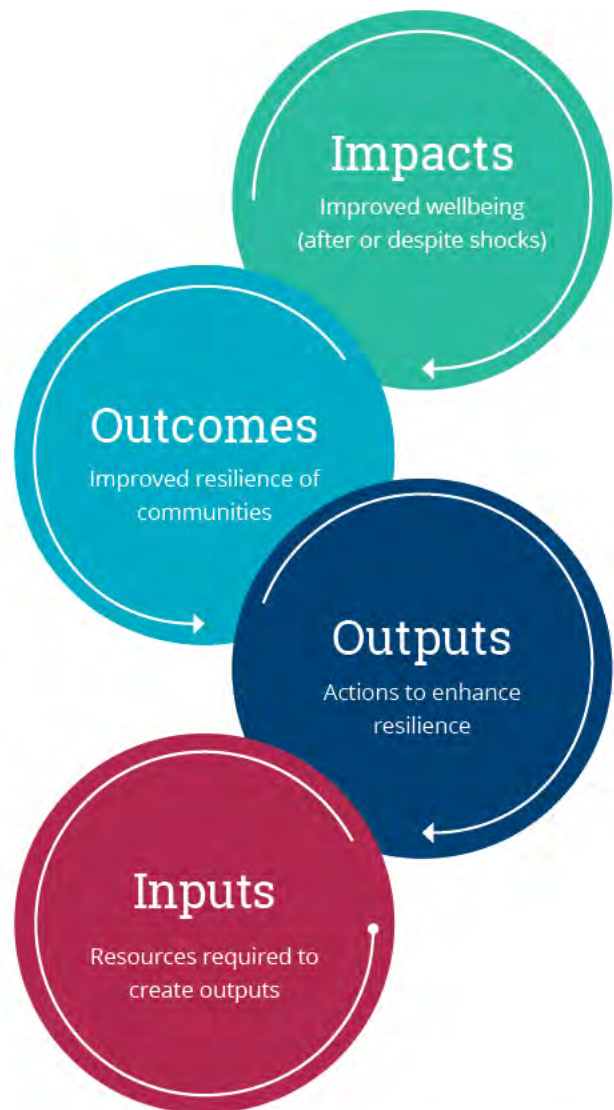 Impacts
Improved wellbeing
(after or despite shocks)
Outcomes
Improved resilience of
communities
Outputs
Actions to enhance
resilience
Inputs
Resources required to
create outputs